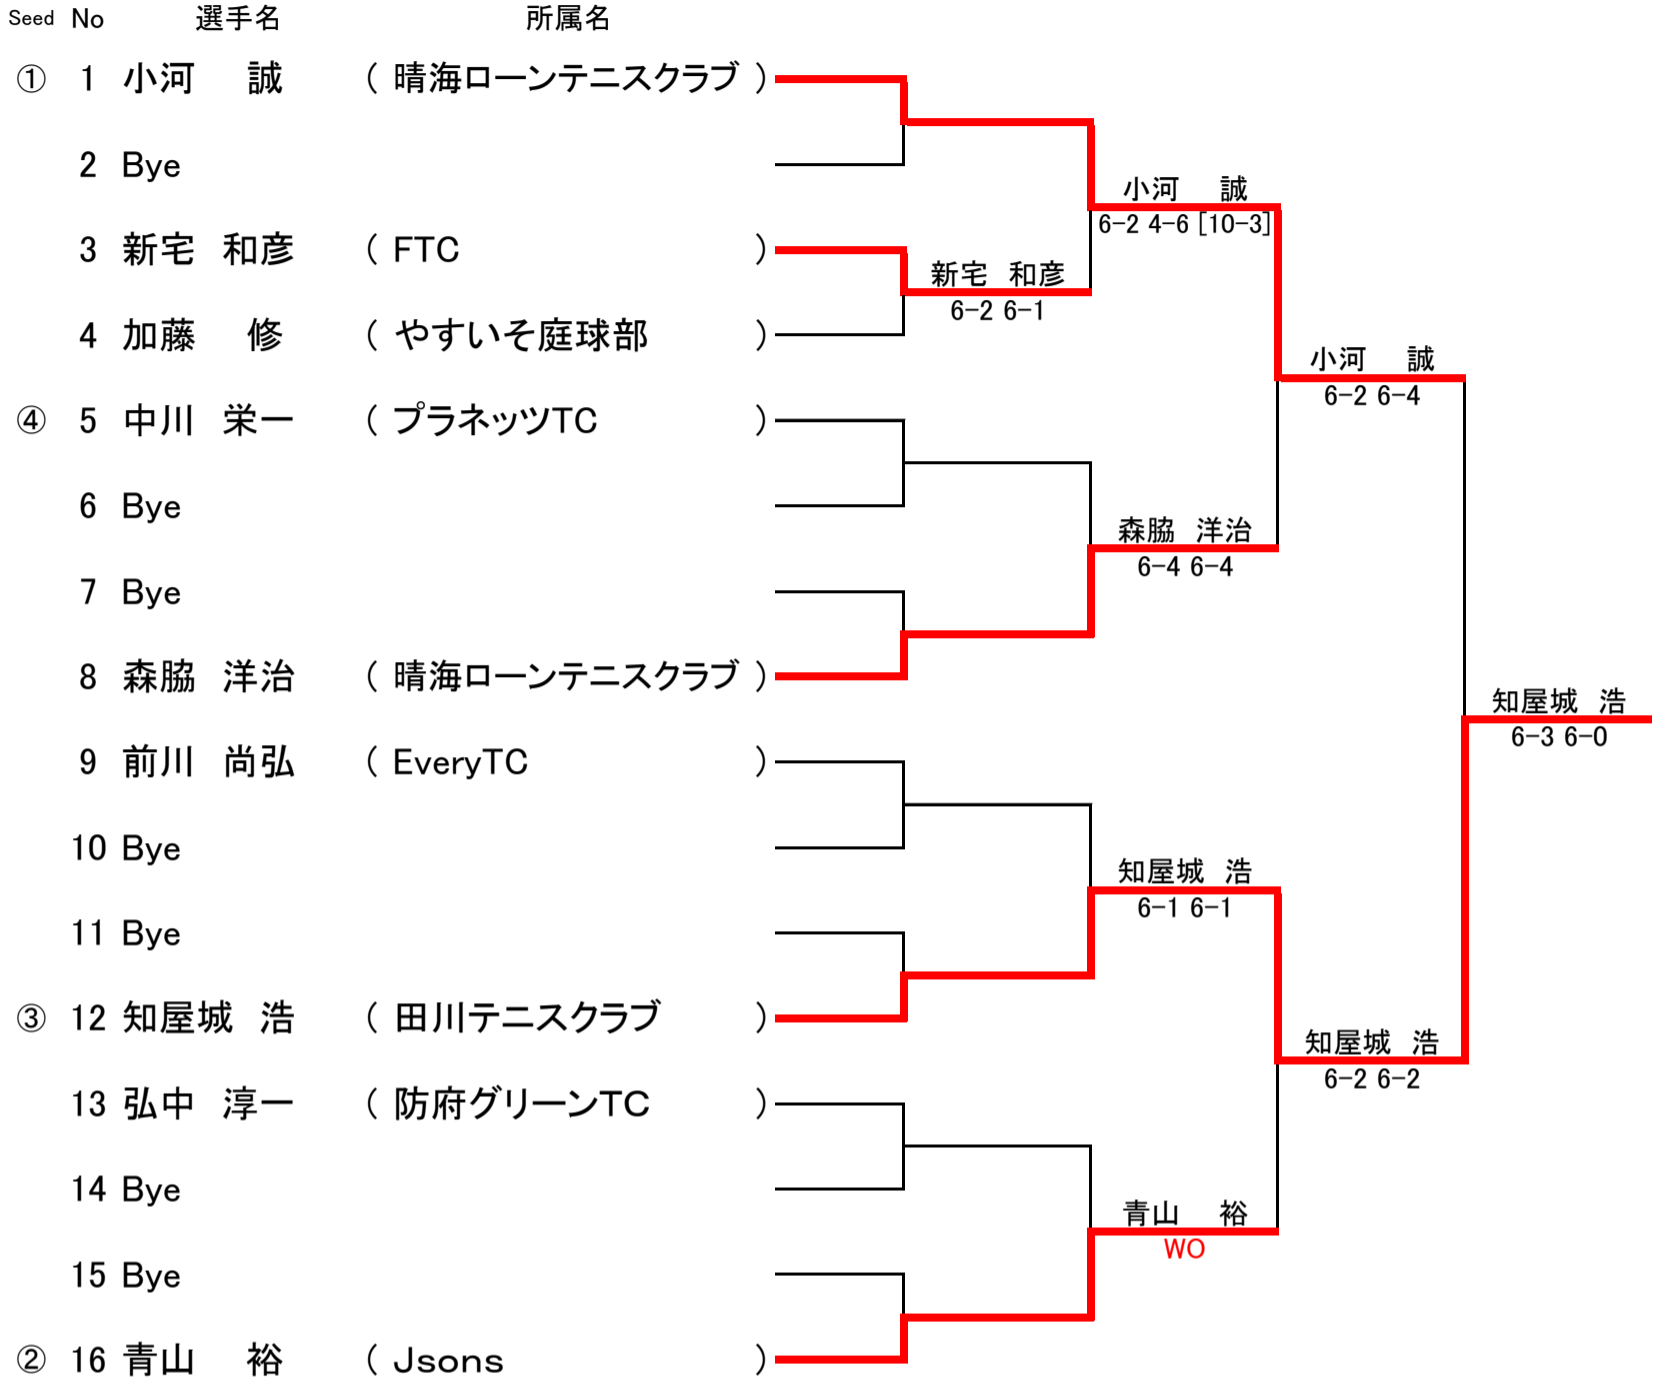 Seed No 選手名 所属名
① 1 小河 誠 ( 晴海ローンテニスクラブ )
2 Bye
小河 誠
6-2 4-6 [10-3]
3 新宅 和彦 ( FTC )
新宅 和彦
6-2 6-1
4 加藤 修 ( やすいそ庭球部 )
小河 誠
6-2 6-4
④ 5 中川 栄一 ( プラネッツTC )
6 Bye
森脇 洋治
6-4 6-4
7 Bye
8 森脇 洋治 ( 晴海ローンテニスクラブ )
知屋城 浩
6-3 6-0
9 前川 尚弘 ( EveryTC )
10 Bye
知屋城 浩
6-1 6-1
11 Bye
③ 12 知屋城 浩 ( 田川テニスクラブ )
知屋城 浩
6-2 6-2
13 弘中 淳一 ( 防府グリーンTC )
14 Bye
青山 裕
WO
15 Bye
② 16 青山 裕 ( Jsons )